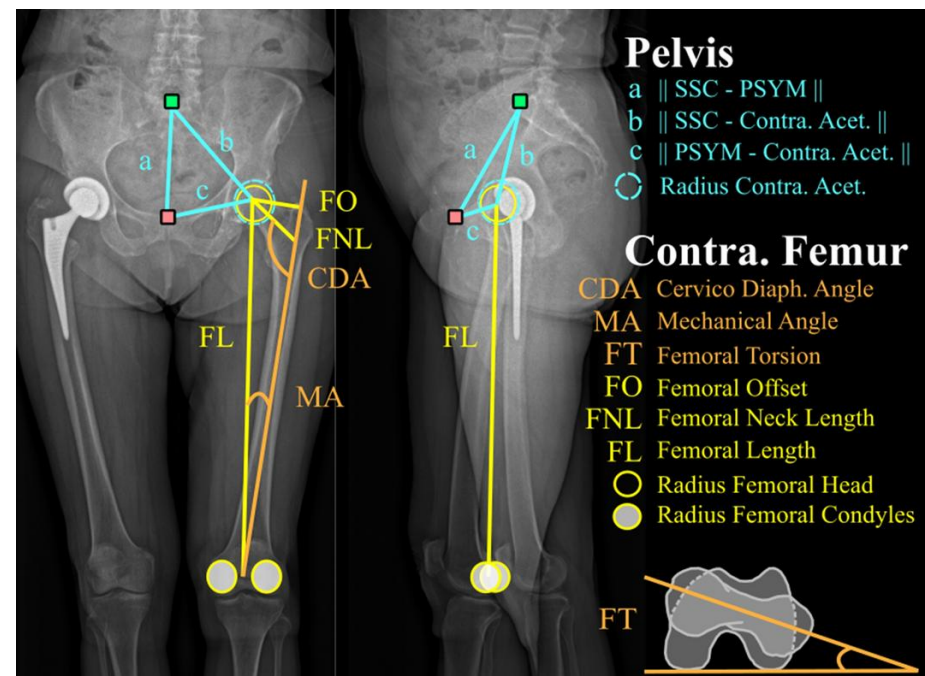 Pelvis
a || SSC - PSYM ||
b || SSC - Contra. Acet. ||
c || PSYM - Contra. Acet. ||
Radius Contra. Acet.
Contra. Femur
CDA Cervico Diaph. Angle
MA Mechanical Angle
FT Femoral Torsion
FO Femoral Offset
FNL Femoral Neck Length
FL Femoral Length
Radius Femoral Head
Radius Femoral Condyles
FT
a
b
c
FO
FNL
CDA
FL
MA
a
b
c
FL